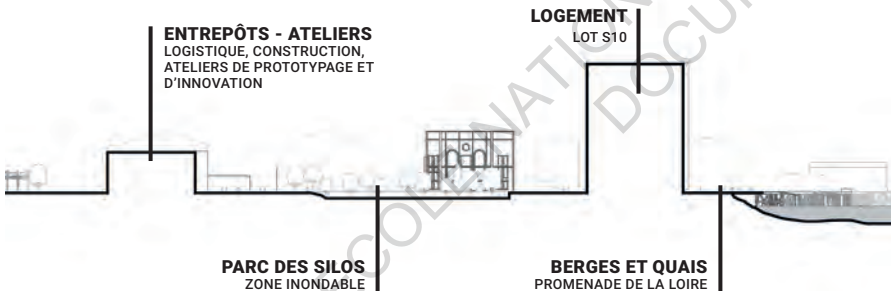 ENTREPÔTS - ATELIERS
LOGISTIQUE, CONSTRUCTION,
ATELIERS DE PROTOTYPAGE ET
D'INNOVATION
LOGEMENT
LOT S10
PARC DES SILOS
ZONE INONDABLE
BERGES ET QUAIS
PROMENADE DE LA LOIRE